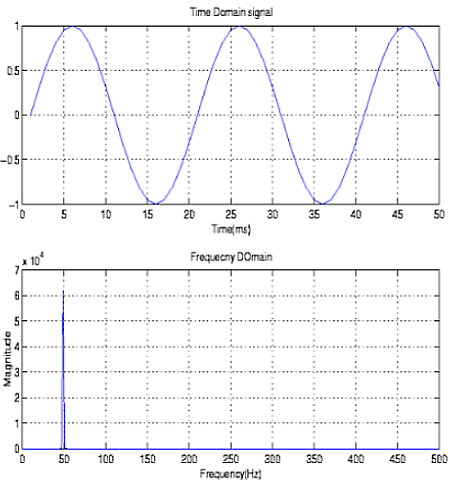 Time Domain signal
1
0.5
0
-0.5
-1
0 5 10 15 20 25 30 35 40 45 50
Time(ms)
Frequecny DOmain
7 x 10^4
6
5
4
3
2
1
0
Magnitude
0 50 100 150 200 250 300 350 400 450 500
Frequency(Hz)